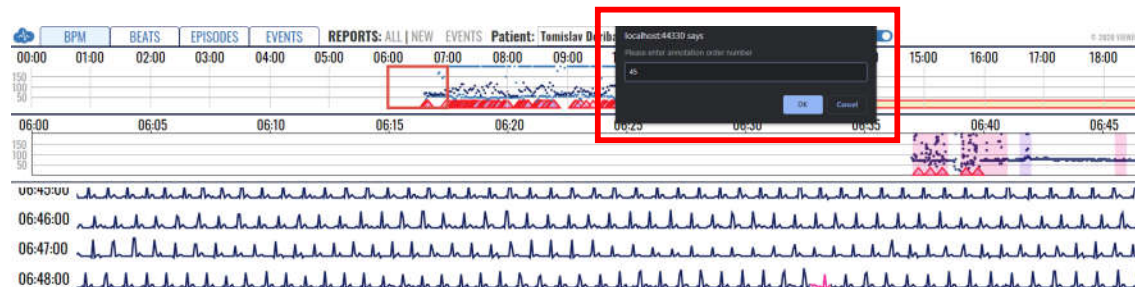 BPM BEATS EPISODES EVENTS REPORTS: ALL | NEW EVENTS Patient: Tomislav
localhost:44330 says
Please enter annotation order number
45
OK Cancel
00:00 01:00 02:00 03:00 04:00 05:00 06:00 07:00 08:00 09:00 15:00 16:00 17:00 18:00
150
100
50
06:00 06:05 06:10 06:15 06:20 06:25 06:30 06:35 06:40 06:45
150
100
50
06:45:00
06:46:00
06:47:00
06:48:00